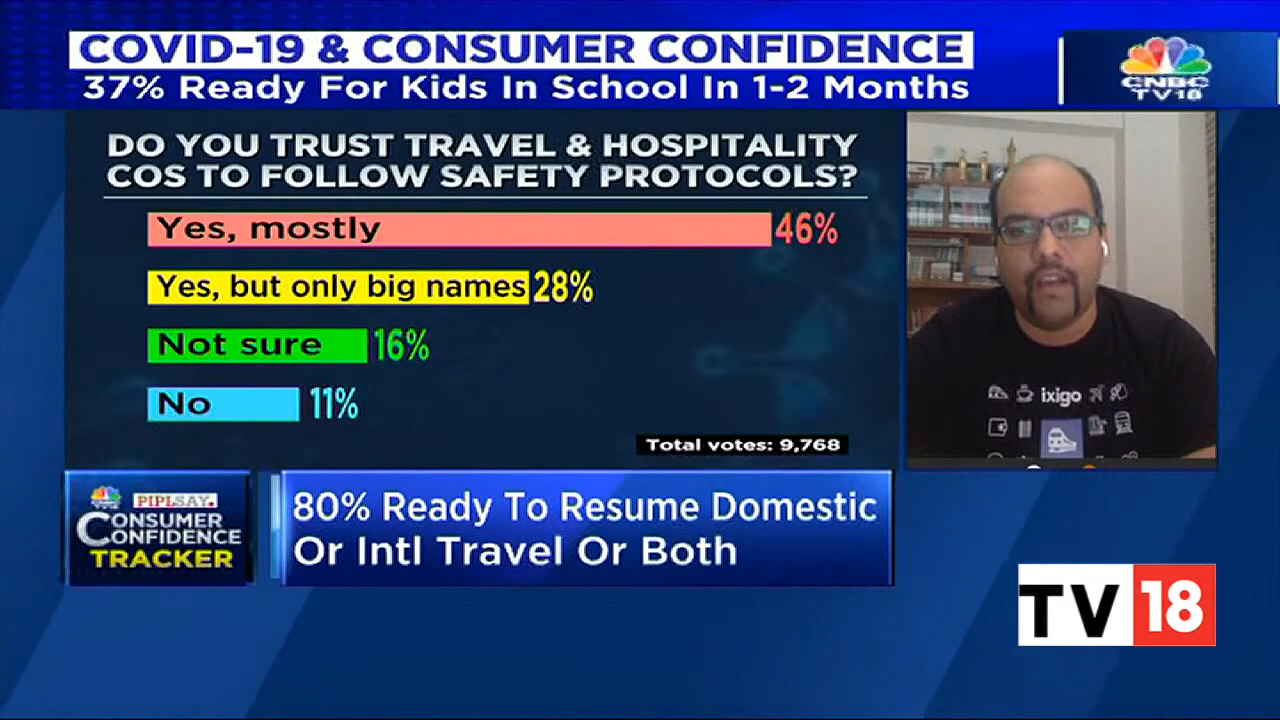 COVID-19 & CONSUMER CONFIDENCE
37% Ready For Kids In School In 1-2 Months
CNBC
TV18
DO YOU TRUST TRAVEL & HOSPITALITY
COS TO FOLLOW SAFETY PROTOCOLS?
Yes, mostly 46%
Yes, but only big names 28%
Not sure 16%
No 11%
Total votes: 9,768
ixigo
PIPLSAY.
CONSUMER
CONFIDENCE
TRACKER
80% Ready To Resume Domestic
Or Intl Travel Or Both
TV18